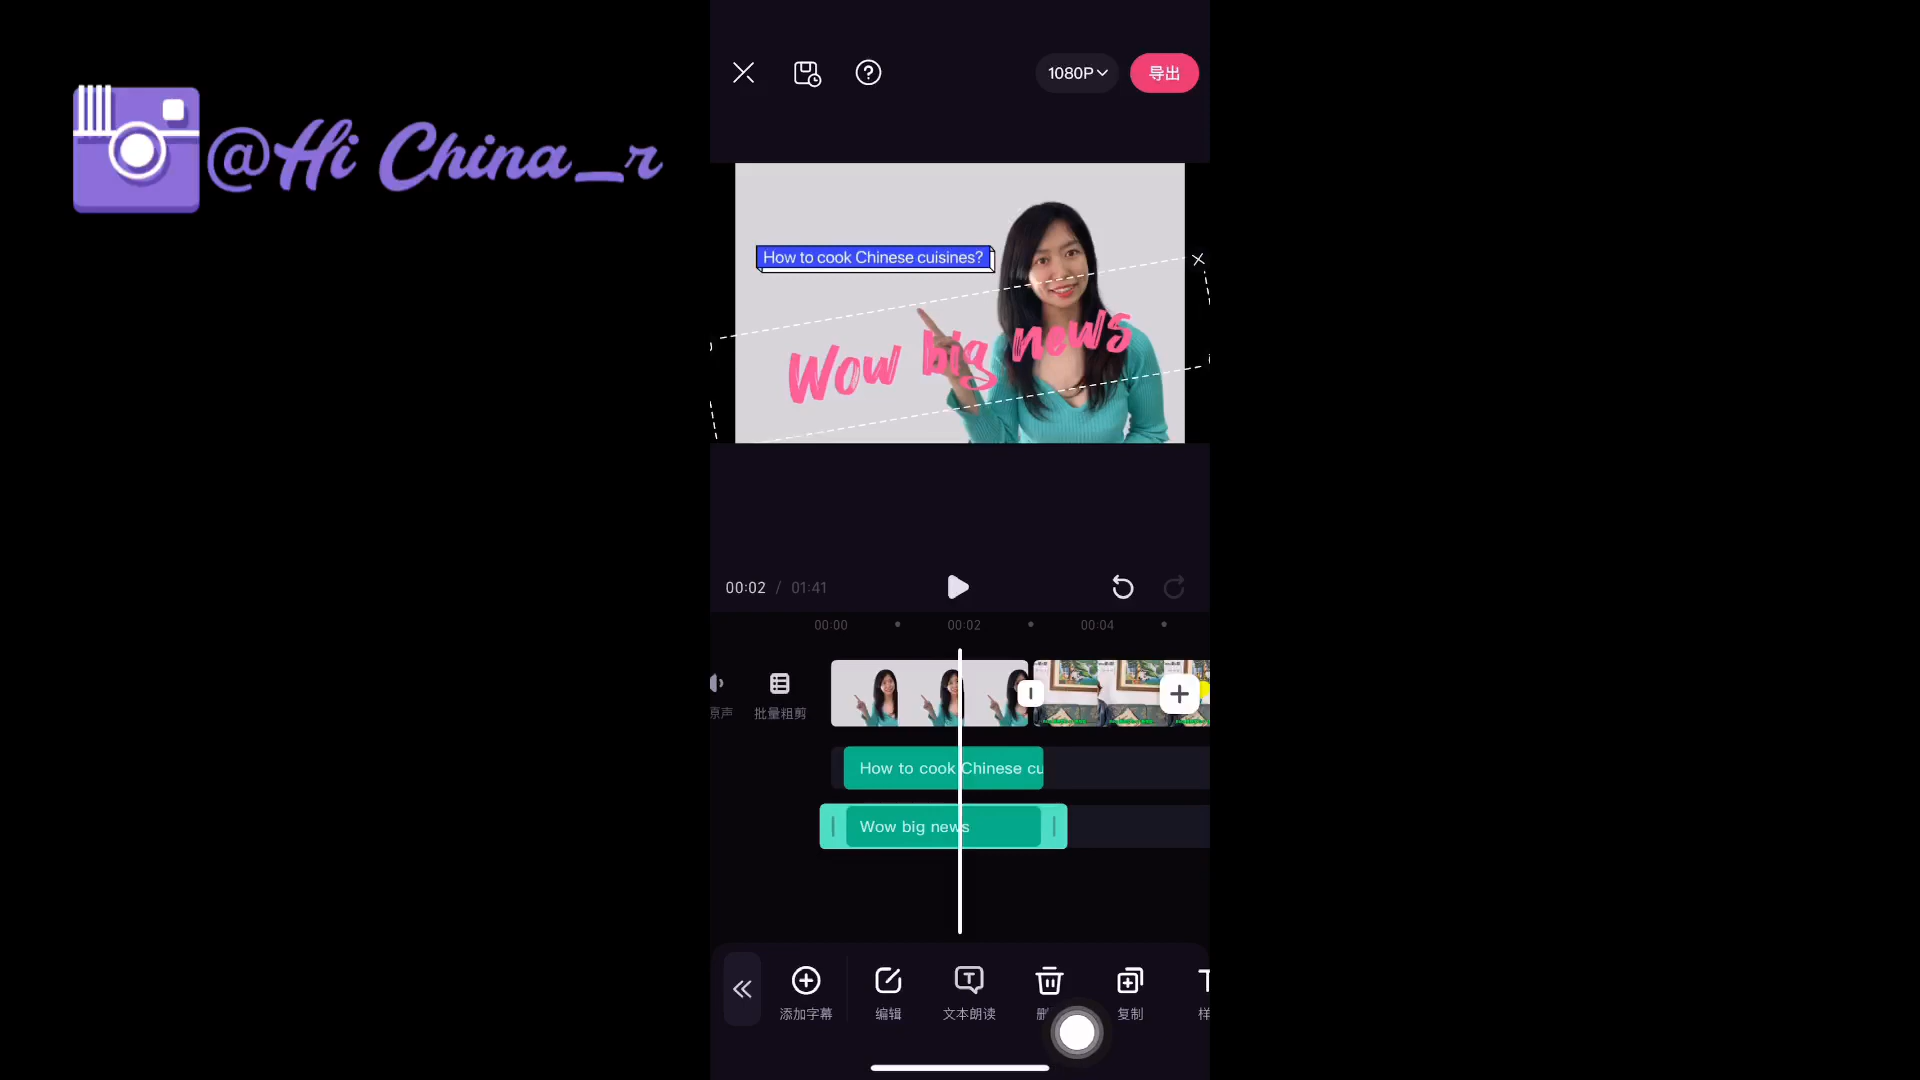 @Hi China_r
1080P
导出
How to cook Chinese cuisines?
Wow big news
00:02 / 01:41
00:00
00:02
00:04
原声
批量粗剪
How to cook Chinese cu
Wow big news
添加字幕
编辑
文本朗读
复制